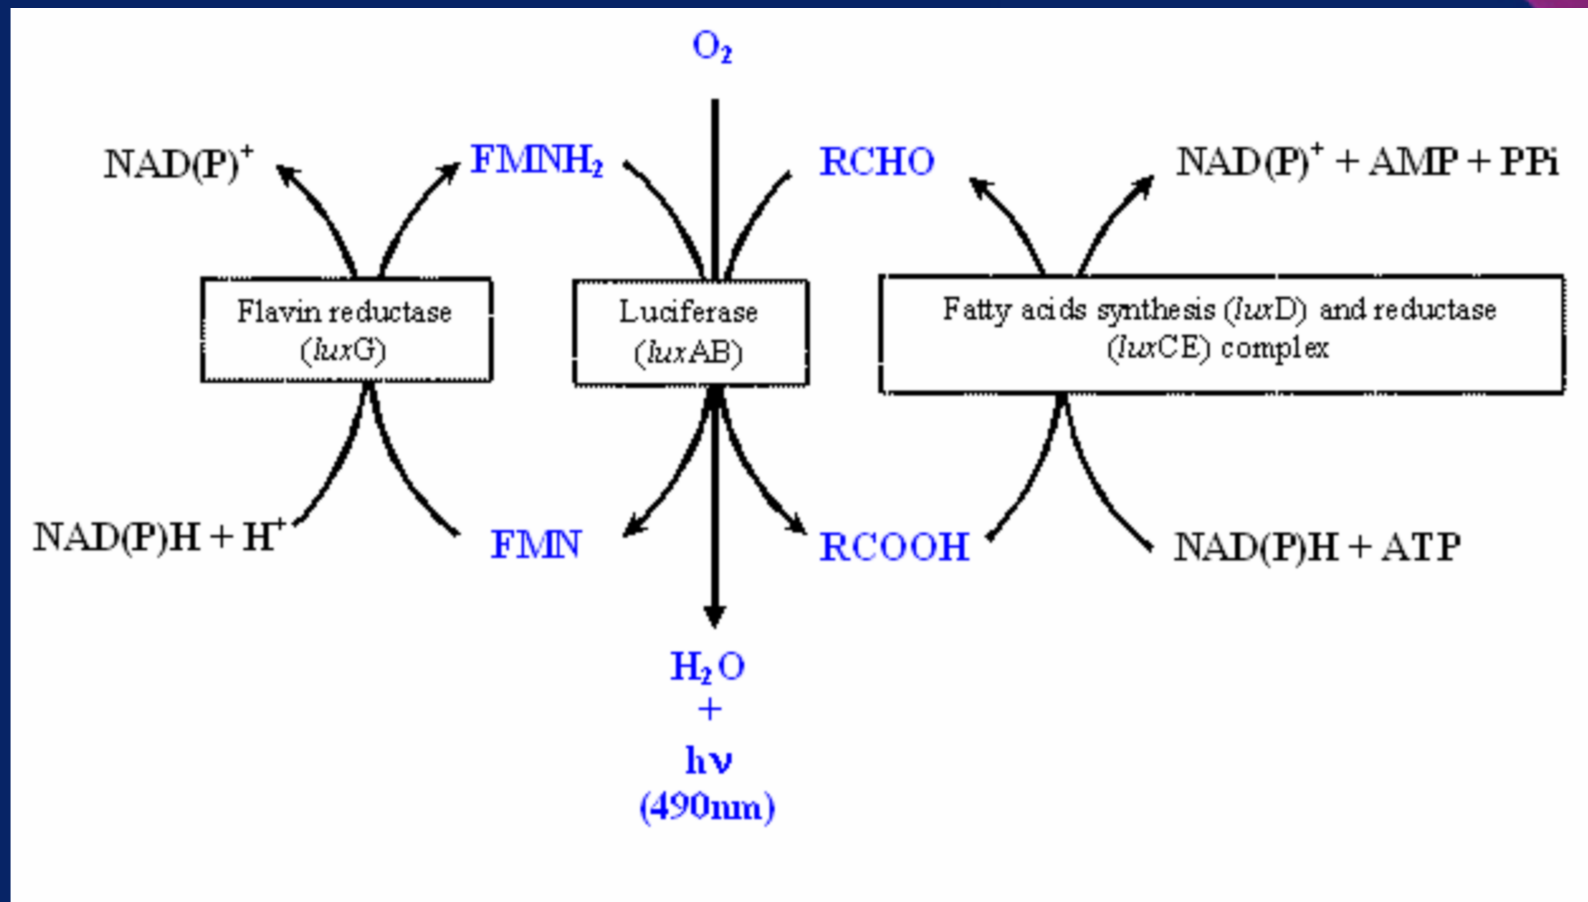 O₂
NAD(P)⁺
FMNH₂
RCHO
NAD(P)⁺ + AMP + PPi
Flavin reductase
(luxG)
Luciferase
(luxAB)
Fatty acids synthesis (luxD) and reductase
(luxCE) complex
NAD(P)H + H⁺
FMN
RCOOH
NAD(P)H + ATP
H₂O
+
hν
(490nm)